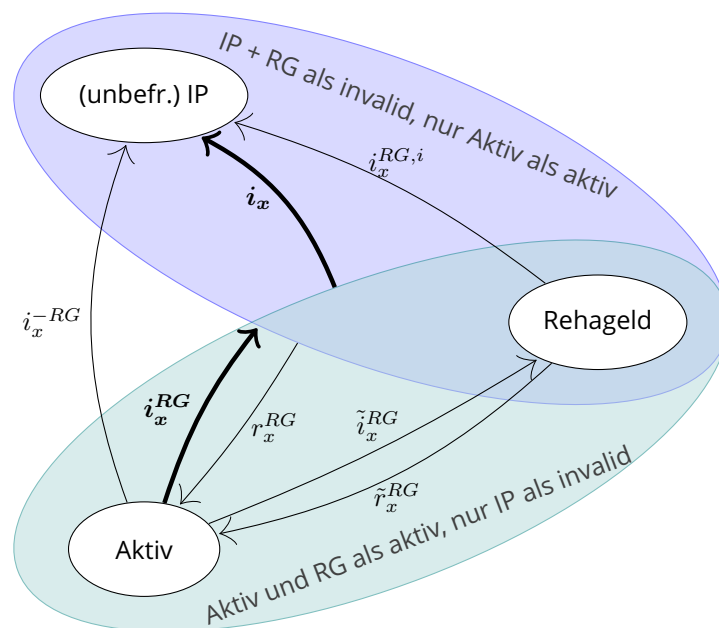 IP + RG als invalid, nur Aktiv als aktiv
(unbefr.) IP
i_x^{RG,i}
i_x
Rehageld
i_x^{-RG}
i_x^{RG}
r_x^{RG}
ĩ_x^{RG}
r̃_x^{RG}
Aktiv
Aktiv und RG als aktiv, nur IP als invalid